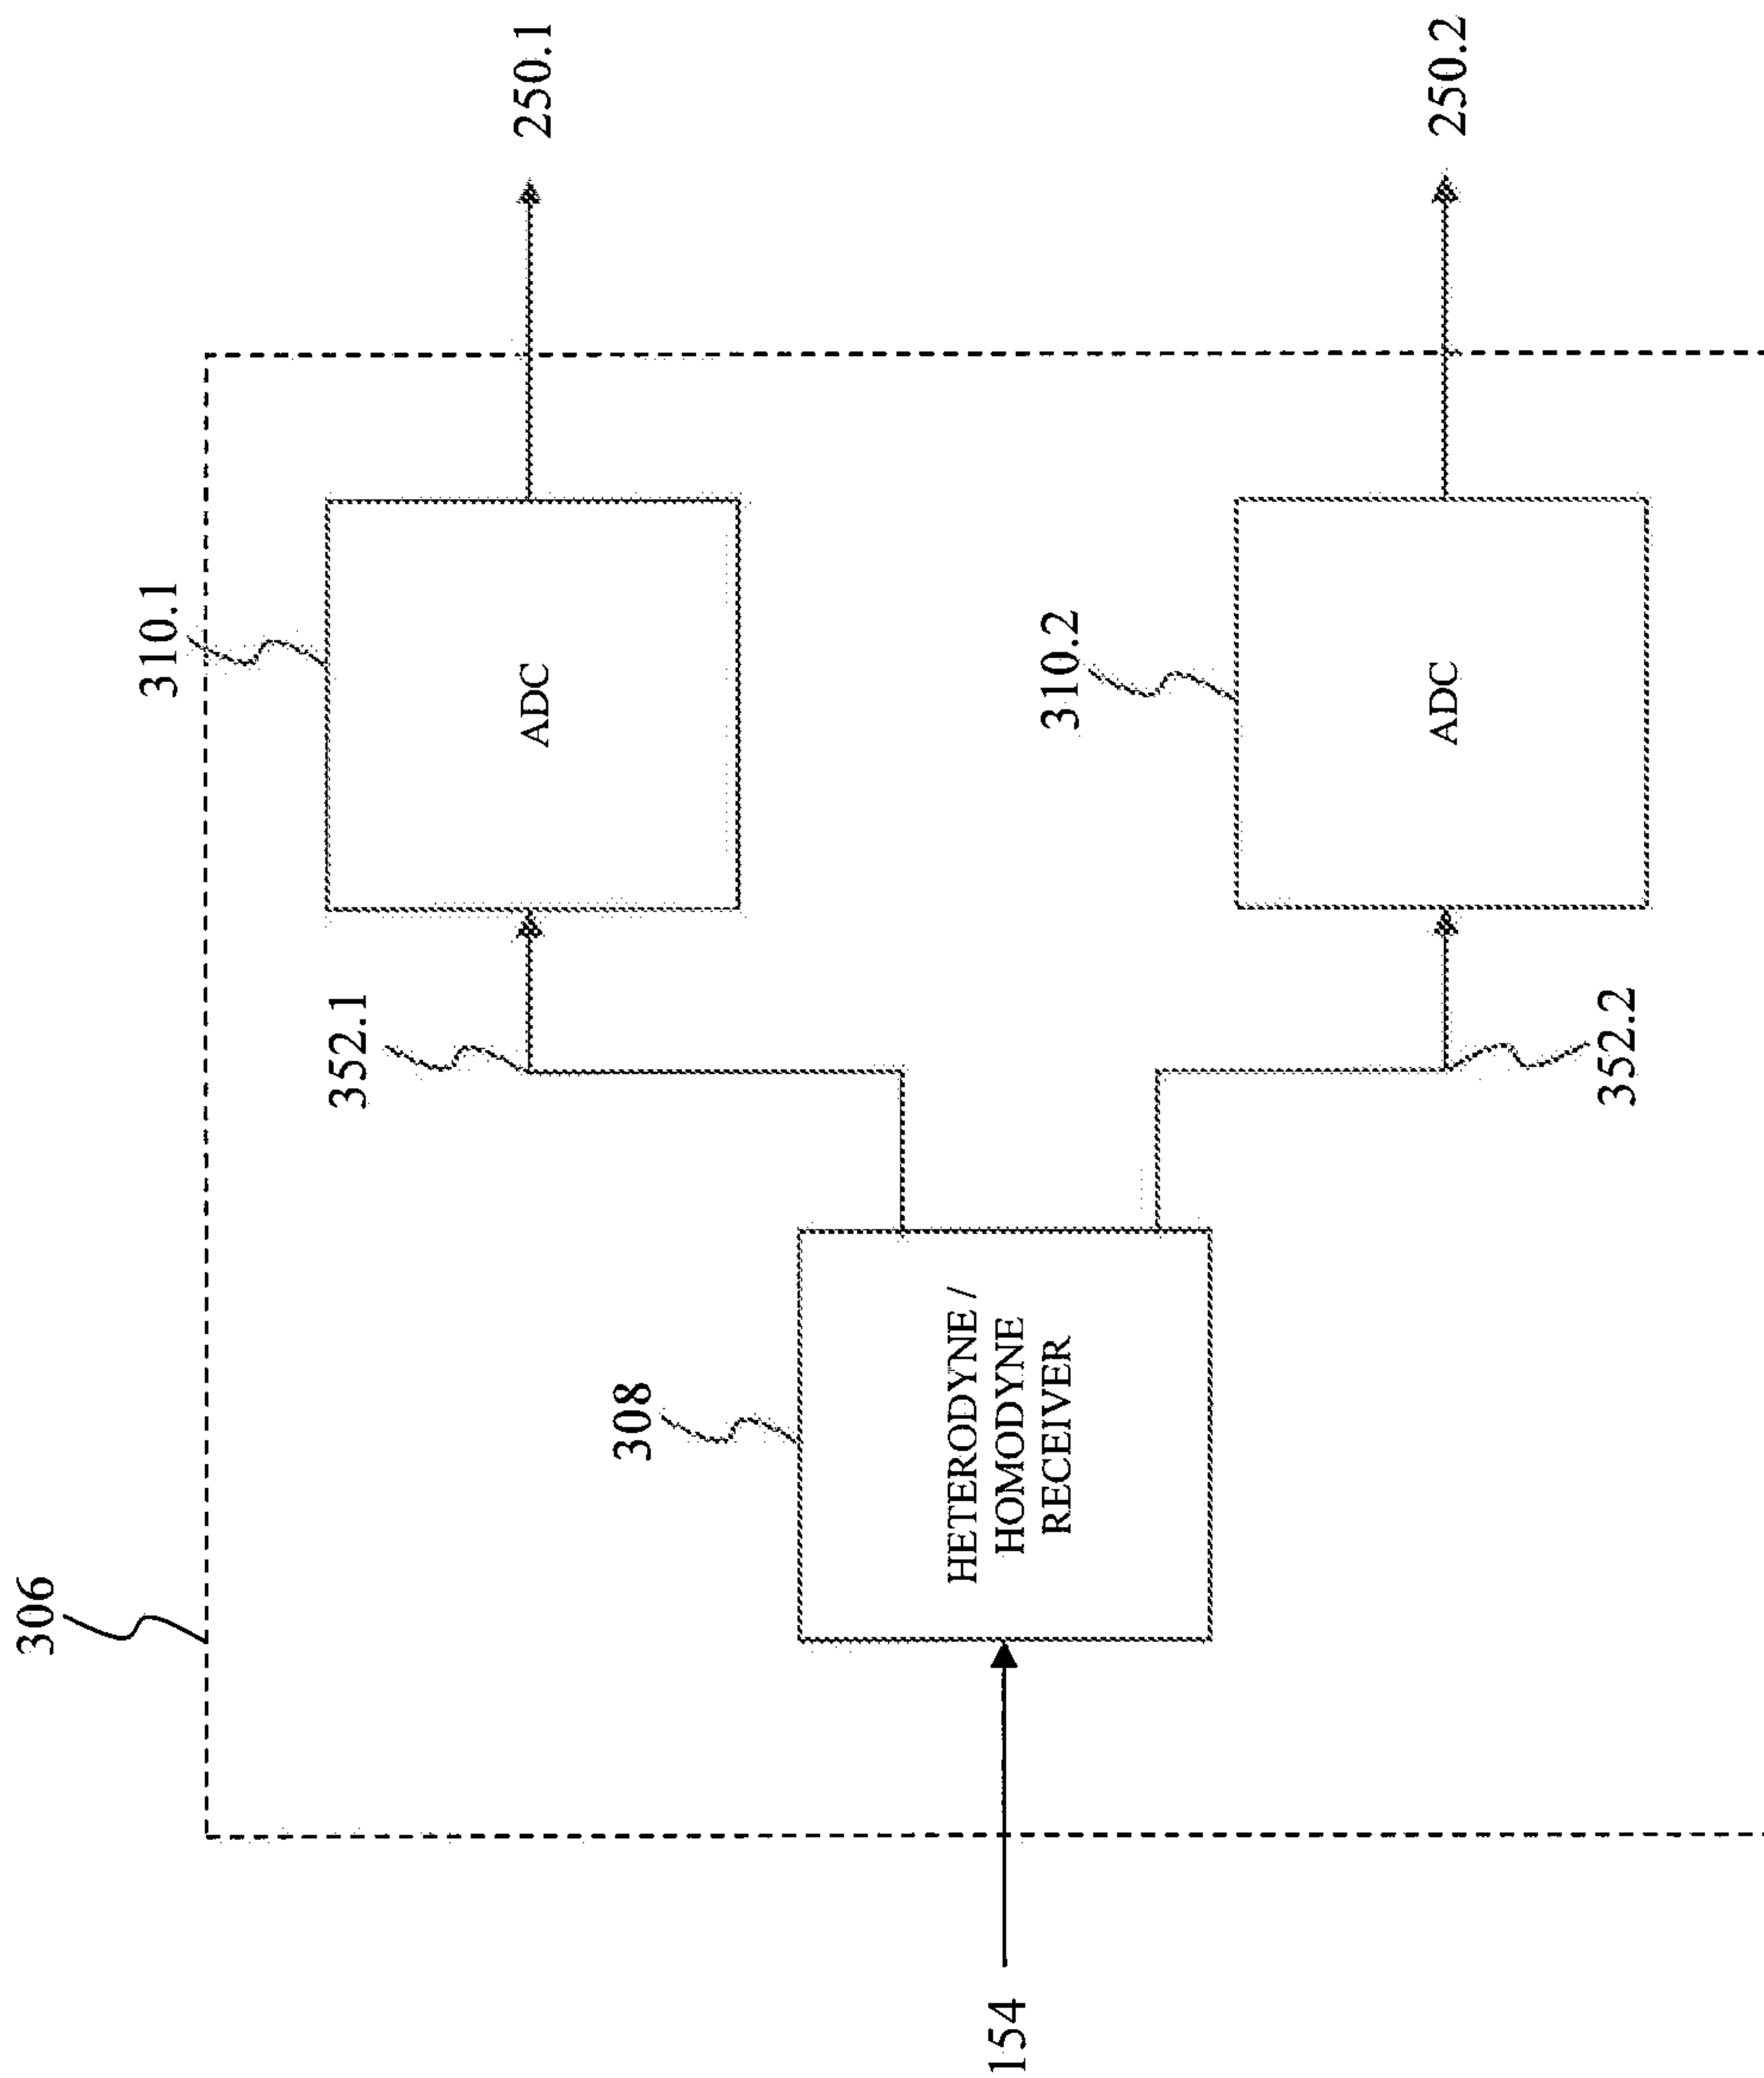 306
310.1
250.1
ADC
352.1
308
154
HETERODYNE /
HOMODYNE
RECEIVER
310.2
250.2
ADC
352.2